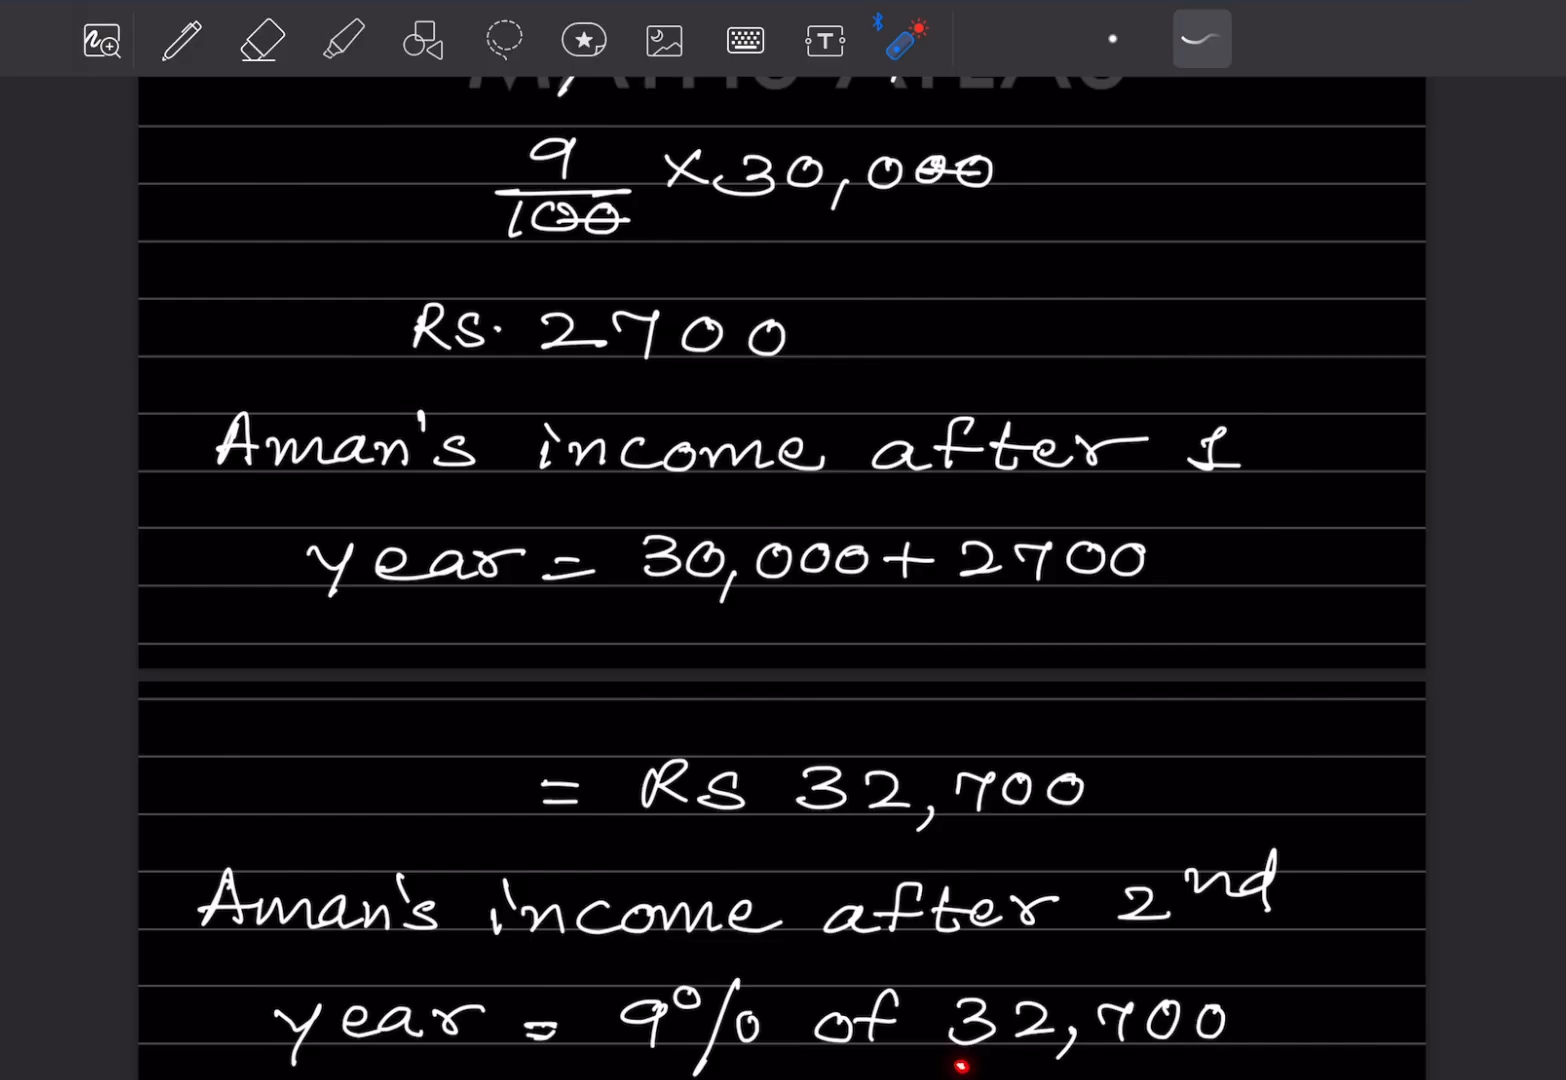 9
100 × 30,000
Rs. 2700
Aman's income after 1
year = 30,000 + 2700
= Rs 32,700
Aman's income after 2nd
year = 9% of 32,700
T